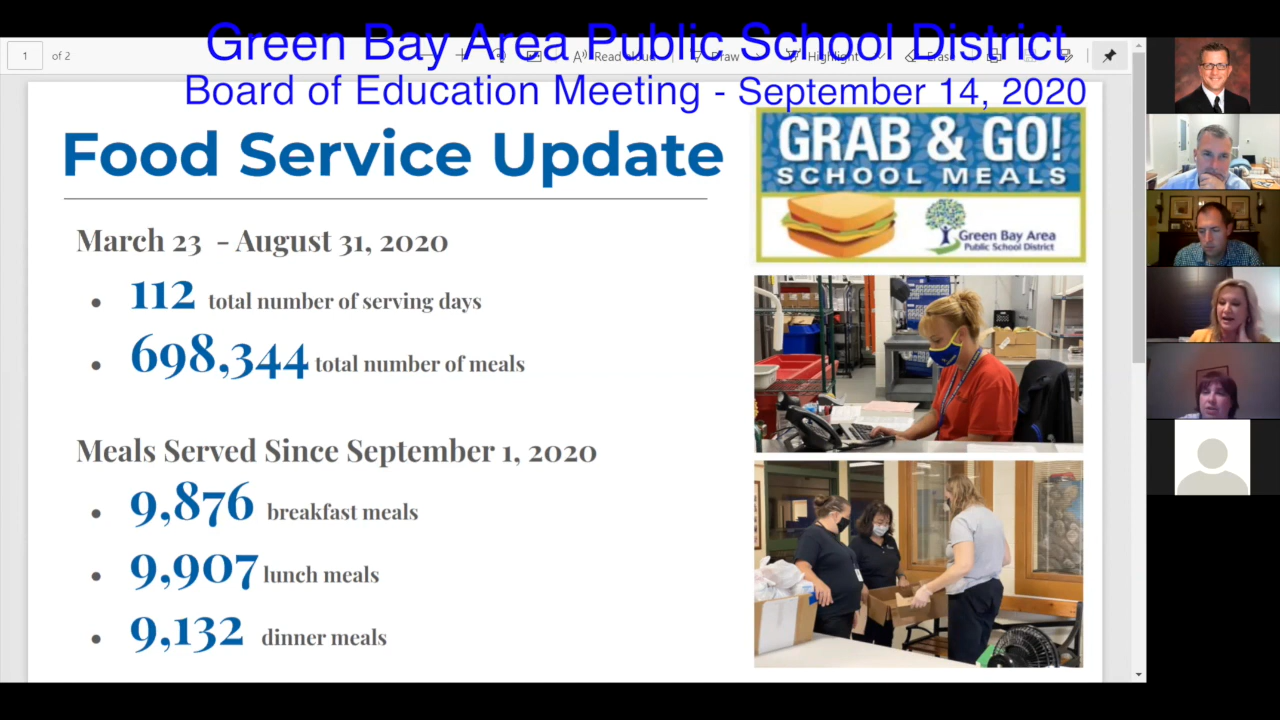 Green Bay Area Public School District
Board of Education Meeting - September 14, 2020
1 of 2
Read aloud Draw Highlight Erase
Food Service Update
March 23 - August 31, 2020
• 112 total number of serving days
• 698,344 total number of meals
Meals Served Since September 1, 2020
• 9,876 breakfast meals
• 9,907 lunch meals
• 9,132 dinner meals
GRAB & GO!
SCHOOL MEALS
Green Bay Area
Public School District